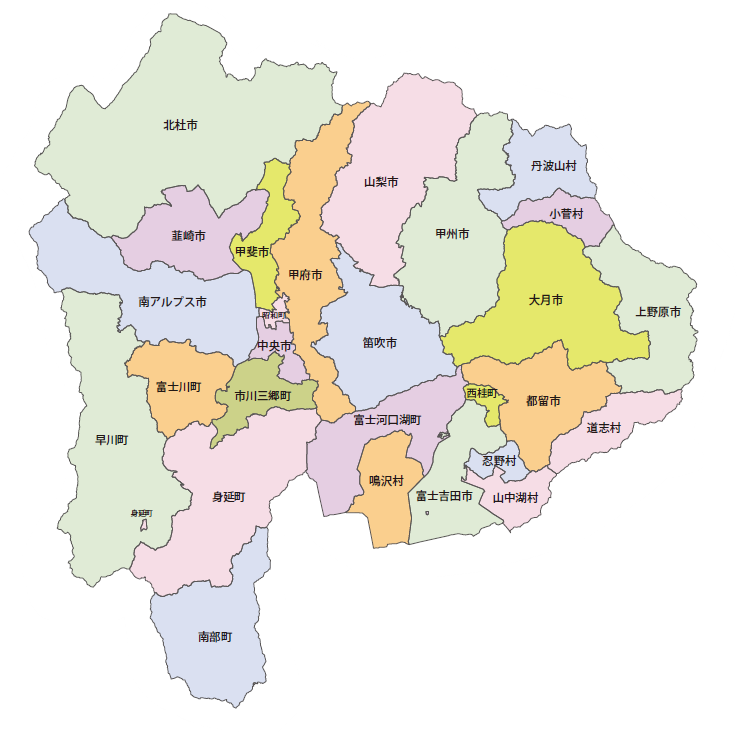 北杜市
丹波山村
山梨市
小菅村
甲州市
韮崎市
甲斐市
甲府市
南アルプス市
大月市
上野原市
昭和町
中央市
笛吹市
富士川町
市川三郷町
西桂町
都留市
富士河口湖町
道志村
早川町
忍野村
鳴沢村
身延町
富士吉田市
山中湖村
身延町
南部町